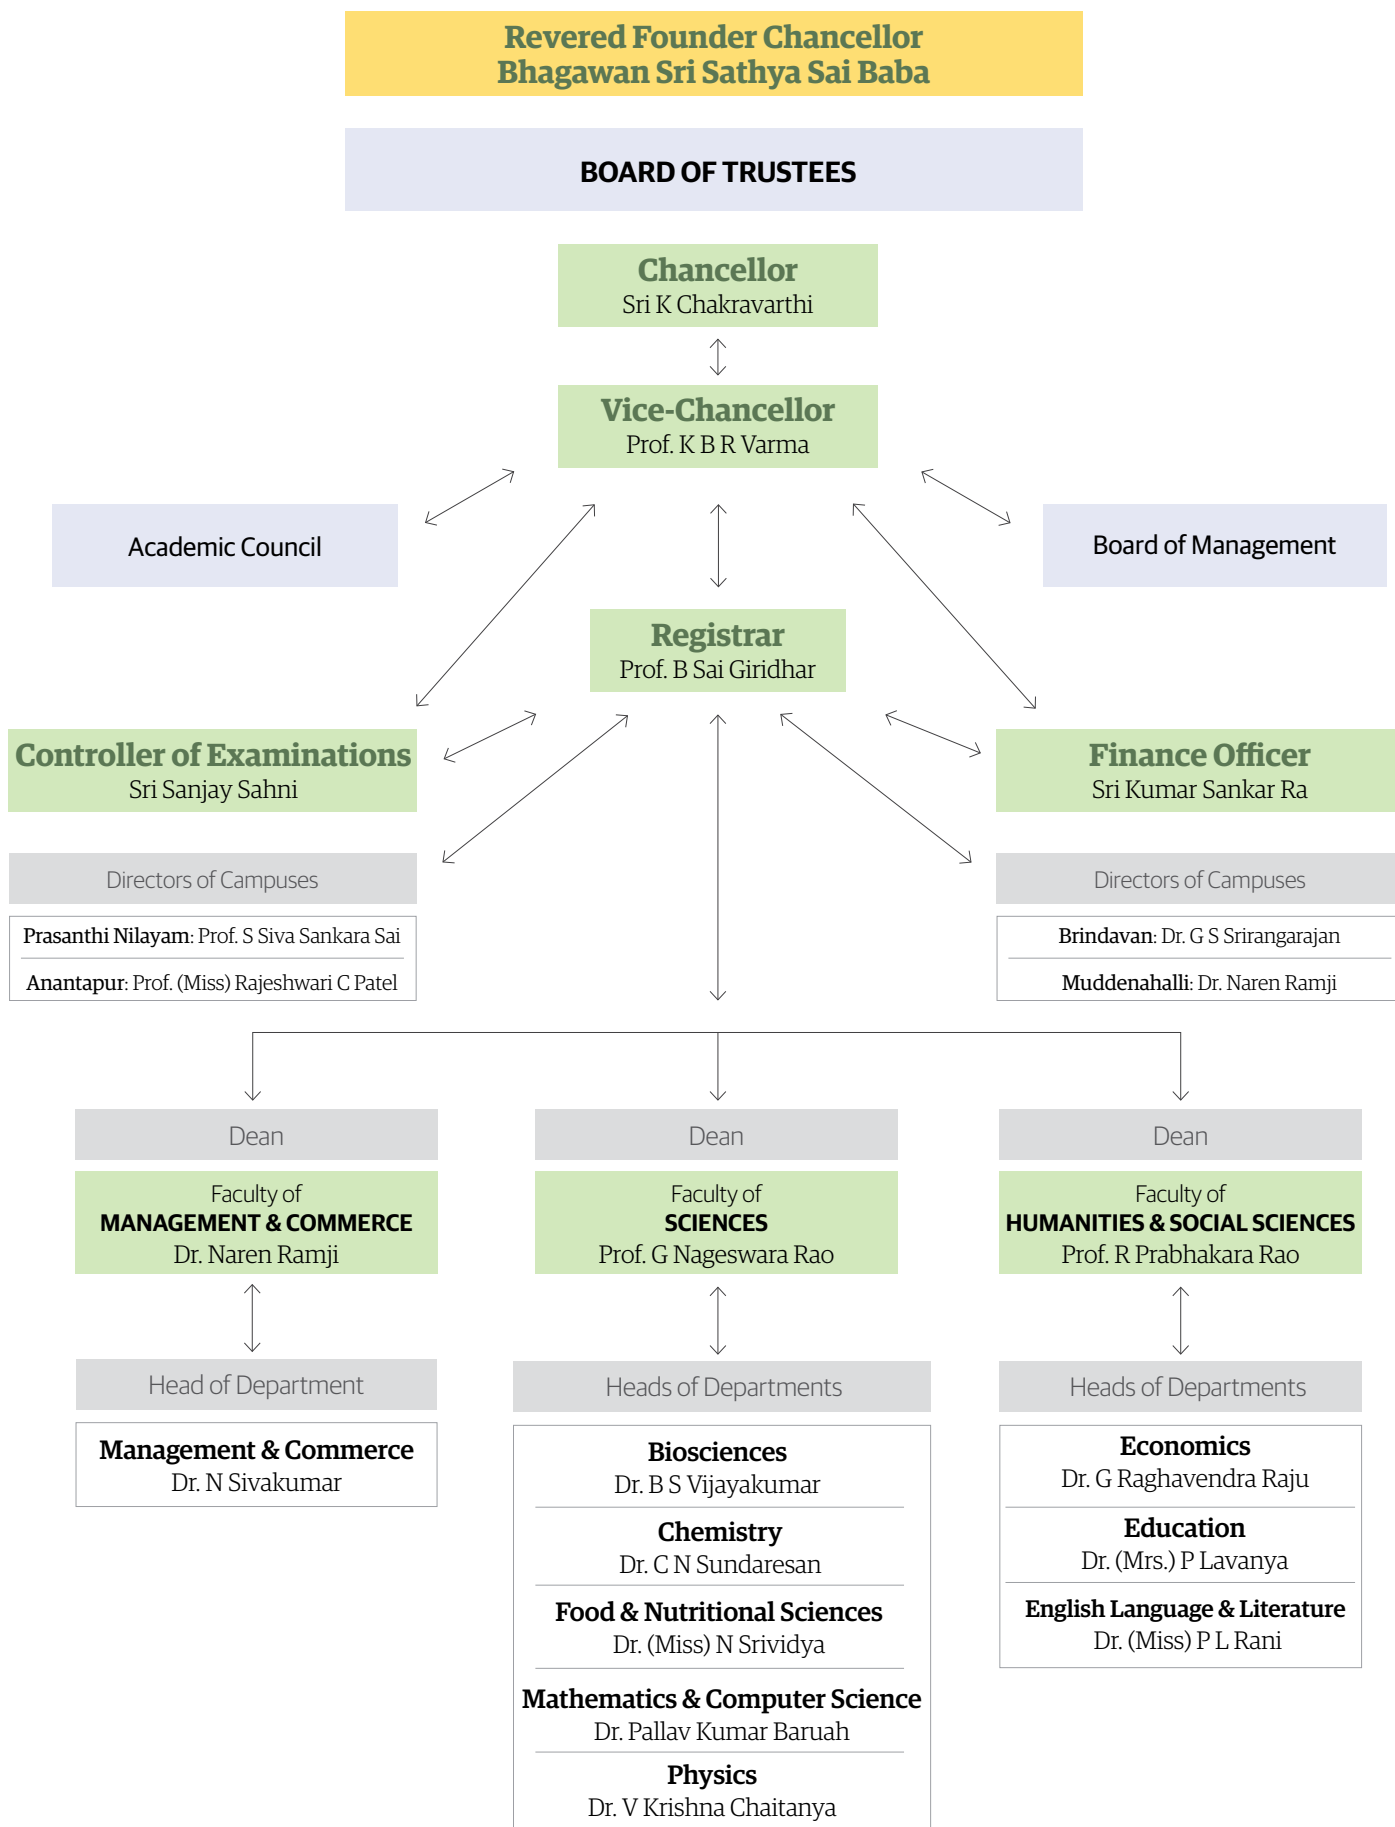 Revered Founder Chancellor
Bhagawan Sri Sathya Sai Baba
BOARD OF TRUSTEES
Chancellor
Sri K Chakravarthi
Vice-Chancellor
Prof. K B R Varma
Academic Council
Board of Management
Registrar
Prof. B Sai Giridhar
Controller of Examinations
Sri Sanjay Sahni
Finance Officer
Sri Kumar Sankar Ra
Directors of Campuses
Prasanthi Nilayam: Prof. S Siva Sankara Sai
Anantapur: Prof. (Miss) Rajeshwari C Patel
Directors of Campuses
Brindavan: Dr. G S Srirangarajan
Muddenahalli: Dr. Naren Ramji
Dean
Faculty of
MANAGEMENT & COMMERCE
Dr. Naren Ramji
Head of Department
Management & Commerce
Dr. N Sivakumar
Dean
Faculty of
SCIENCES
Prof. G Nageswara Rao
Heads of Departments
Biosciences
Dr. B S Vijayakumar
Chemistry
Dr. C N Sundaresan
Food & Nutritional Sciences
Dr. (Miss) N Srividya
Mathematics & Computer Science
Dr. Pallav Kumar Baruah
Physics
Dr. V Krishna Chaitanya
Dean
Faculty of
HUMANITIES & SOCIAL SCIENCES
Prof. R Prabhakara Rao
Heads of Departments
Economics
Dr. G Raghavendra Raju
Education
Dr. (Mrs.) P Lavanya
English Language & Literature
Dr. (Miss) P L Rani